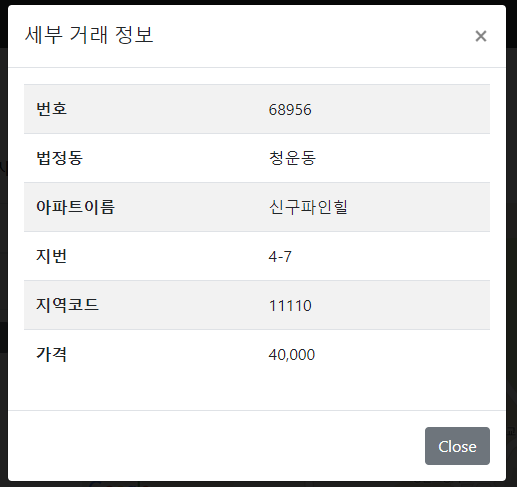 세부 거래 정보 ×
번호 68956
법정동 청운동
아파트이름 신구파인힐
지번 4-7
지역코드 11110
가격 40,000
Close